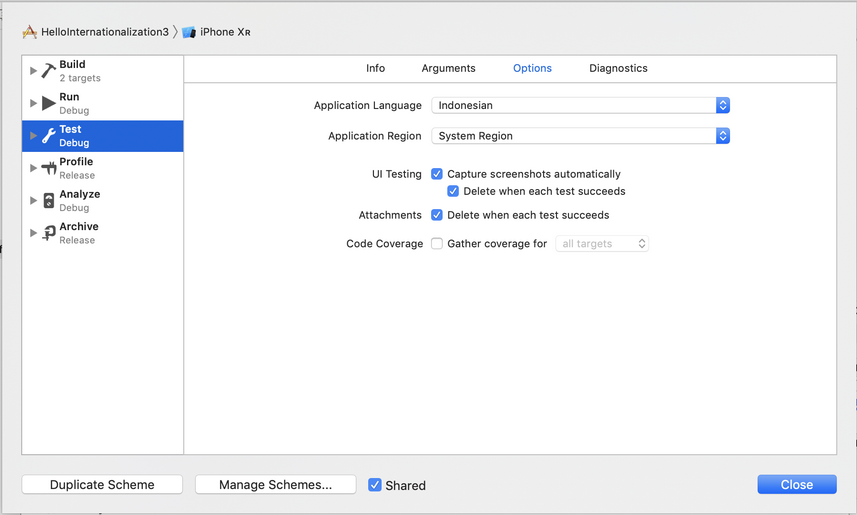 HelloInternationalization3 〉 iPhone Xʀ
Info Arguments Options Diagnostics
Build
2 targets
Run
Debug
Test
Debug
Profile
Release
Analyze
Debug
Archive
Release
Application Language Indonesian
Application Region System Region
UI Testing Capture screenshots automatically
Delete when each test succeeds
Attachments Delete when each test succeeds
Code Coverage Gather coverage for all targets
Duplicate Scheme Manage Schemes... Shared Close